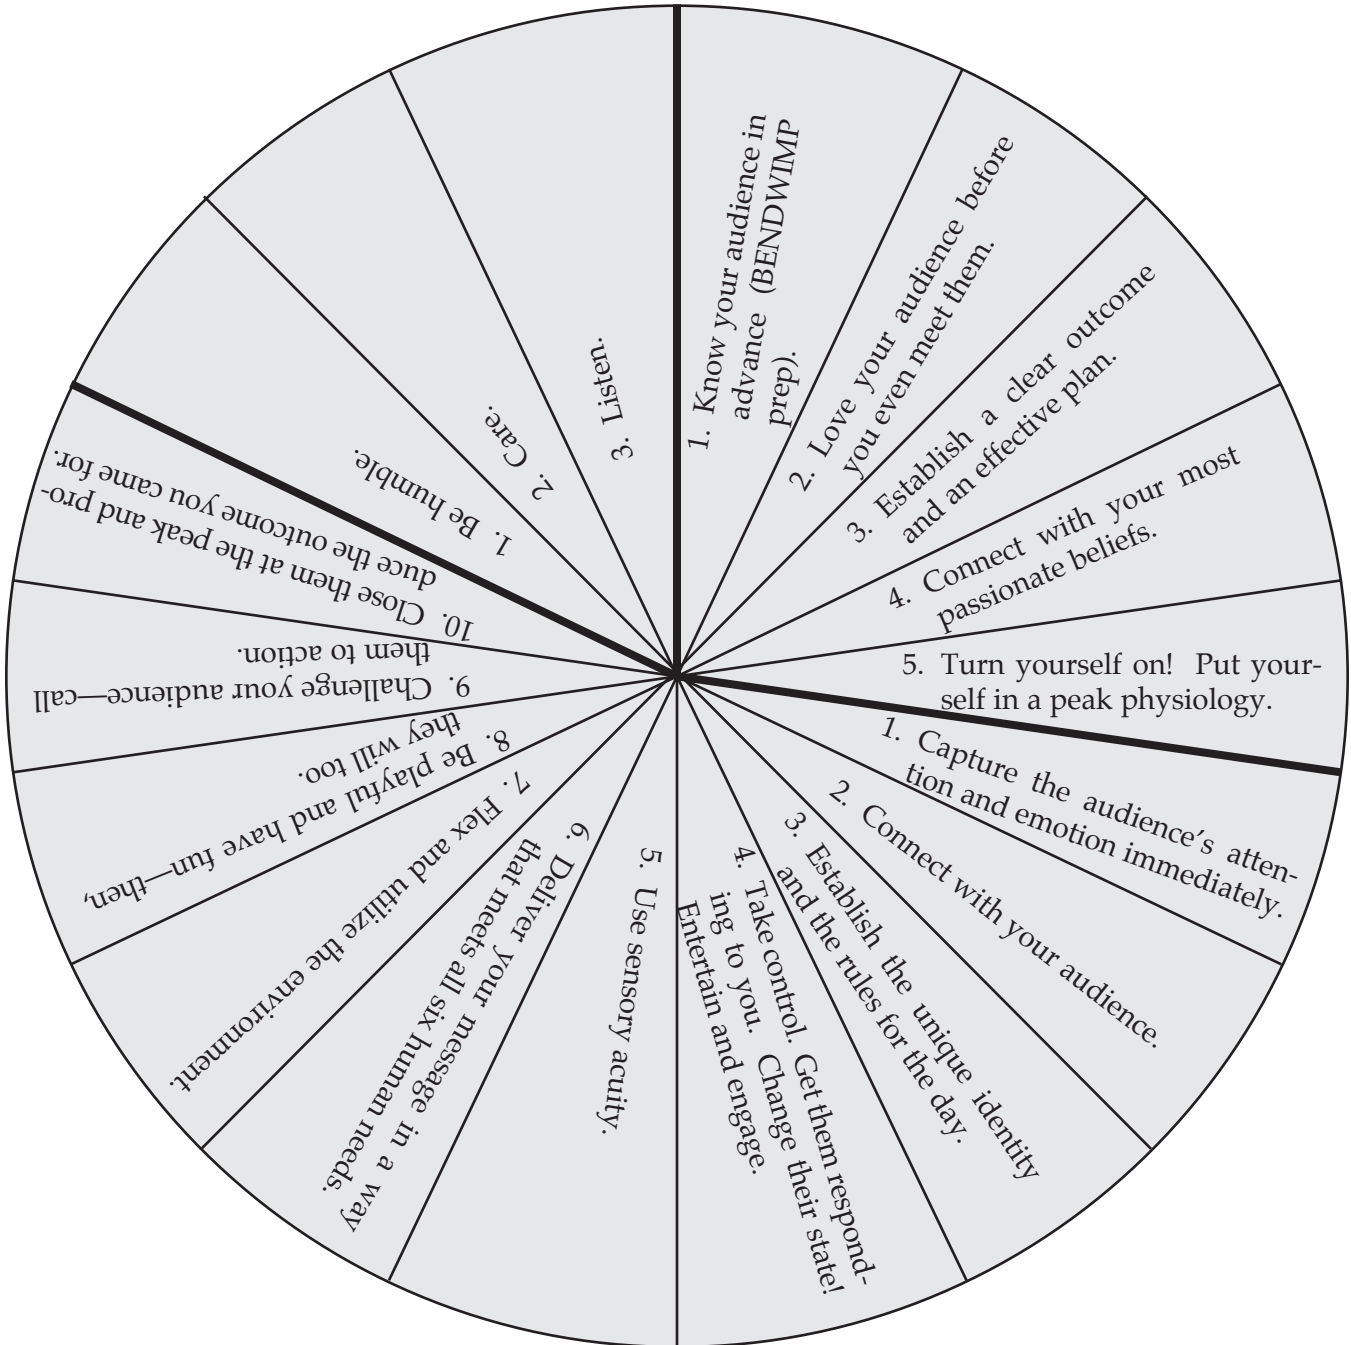 1. Know your audience in
advance (BENDWIMP
prep).
2. Love your audience before
you even meet them.
3. Establish a clear outcome
and an effective plan.
4. Connect with your most
passionate beliefs.
5. Turn yourself on! Put your-
self in a peak physiology.
1. Capture the audience's atten-
tion and emotion immediately.
2. Connect with your audience.
3. Establish the unique identity
and the rules for the day.
4. Take control. Get them respond-
ing to you. Change their state!
Entertain and engage.
5. Use sensory acuity.
6. Deliver your message in a way
that meets all six human needs.
7. Flex and utilize the environment.
8. Be playful and have fun—then,
they will too.
9. Challenge your audience—call
them to action.
10. Close them at the peak and pro-
duce the outcome you came for.
1. Be humble.
2. Care.
3. Listen.